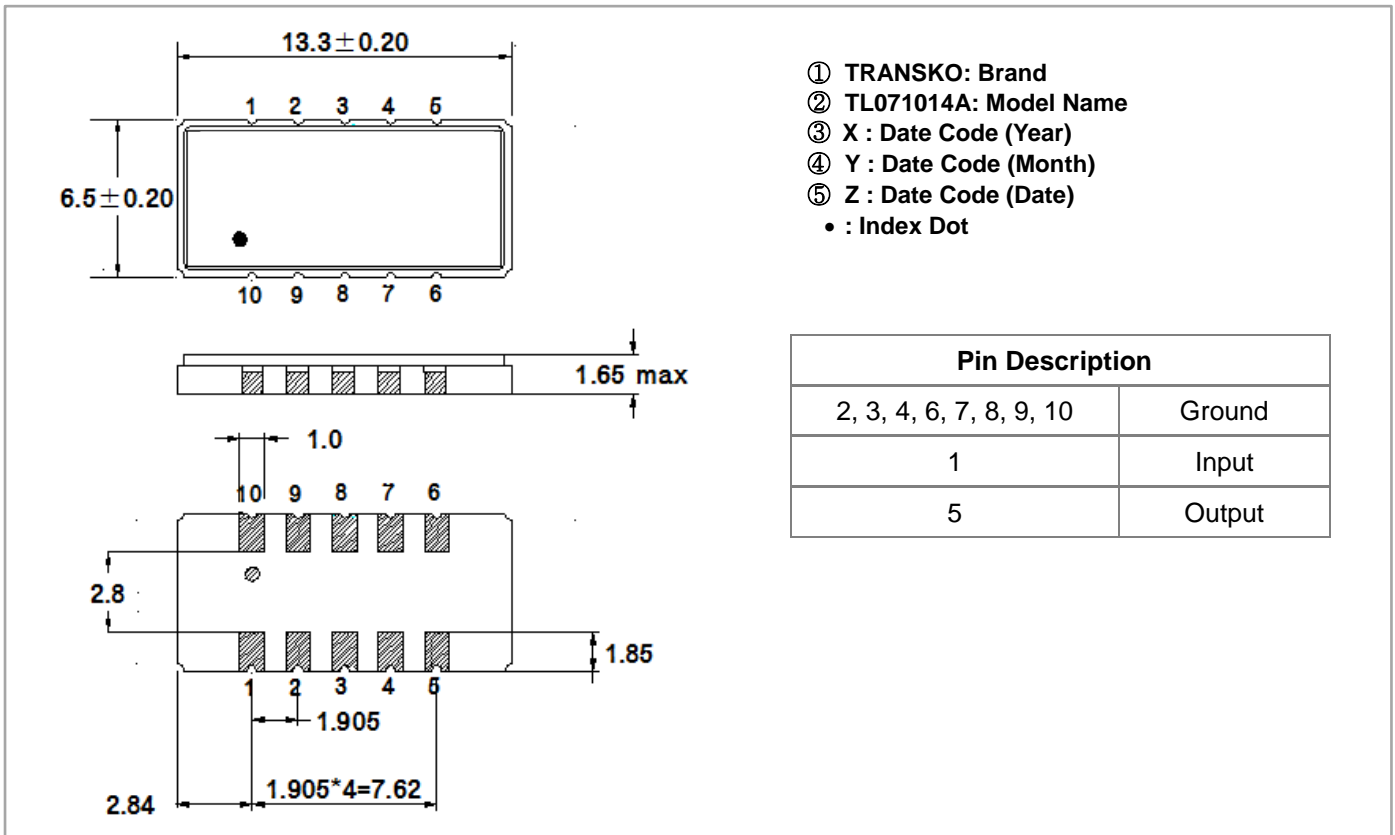 13.3±0.20
1 2 3 4 5
6.5±0.20
10 9 8 7 6
1.65 max
1.0
10 9 8 7 6
2.8
1.85
1 2 3 4 5
1.905
1.905*4=7.62
2.84
① TRANSKO: Brand
② TL071014A: Model Name
③ X : Date Code (Year)
④ Y : Date Code (Month)
⑤ Z : Date Code (Date)
• : Index Dot
Pin Description
2, 3, 4, 6, 7, 8, 9, 10 Ground
1 Input
5 Output